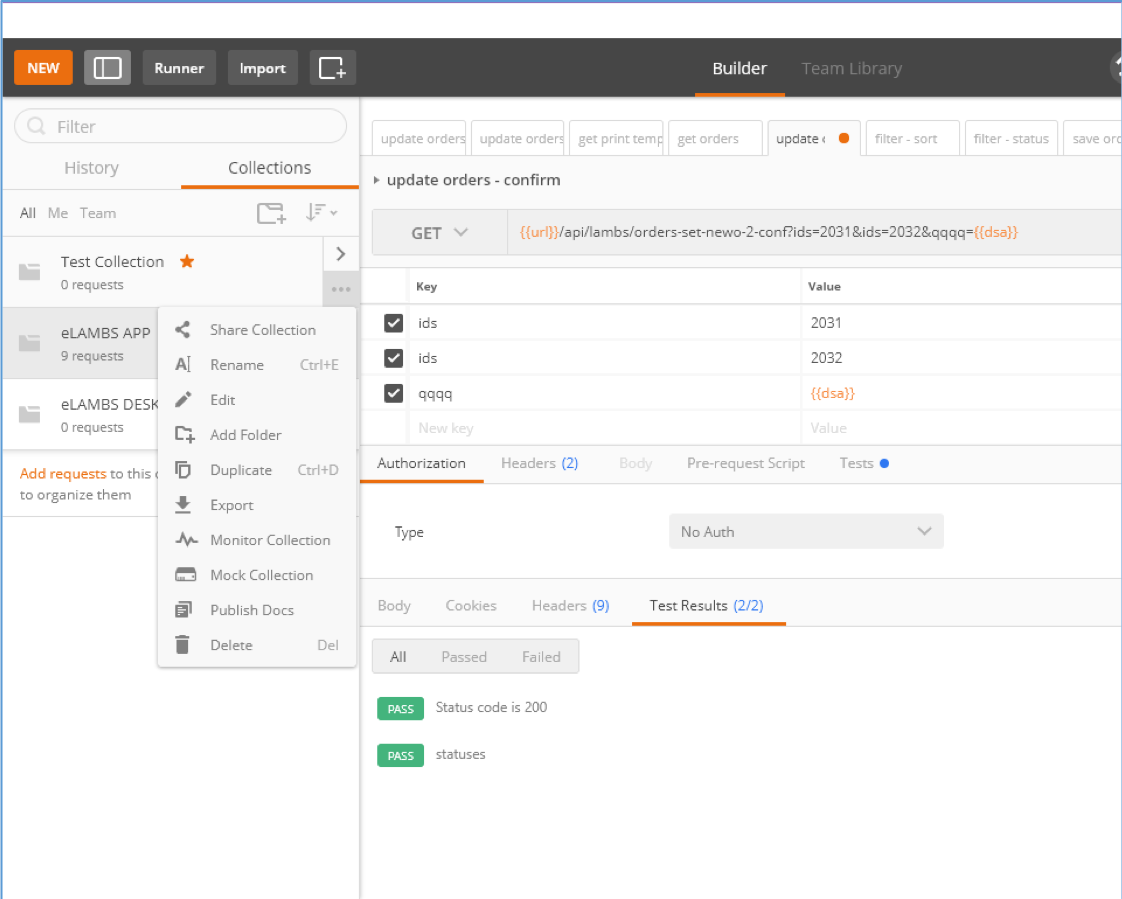 NEW Runner Import Builder Team Library
Filter
History Collections
All Me Team
Test Collection
0 requests
eLAMBS APP
9 requests
eLAMBS DESK
0 requests
Add requests to this
to organize them
Share Collection
Rename Ctrl+E
Edit
Add Folder
Duplicate Ctrl+D
Export
Monitor Collection
Mock Collection
Publish Docs
Delete Del
update orders update orders get print temp get orders update filter - sort filter - status save ord
update orders - confirm
GET {{url}}/api/lambs/orders-set-newo-2-conf?ids=2031&ids=2032&qqqq={{dsa}}
Key Value
ids 2031
ids 2032
qqqq {{dsa}}
New key Value
Authorization Headers (2) Body Pre-request Script Tests
Type No Auth
Body Cookies Headers (9) Test Results (2/2)
All Passed Failed
PASS Status code is 200
PASS statuses